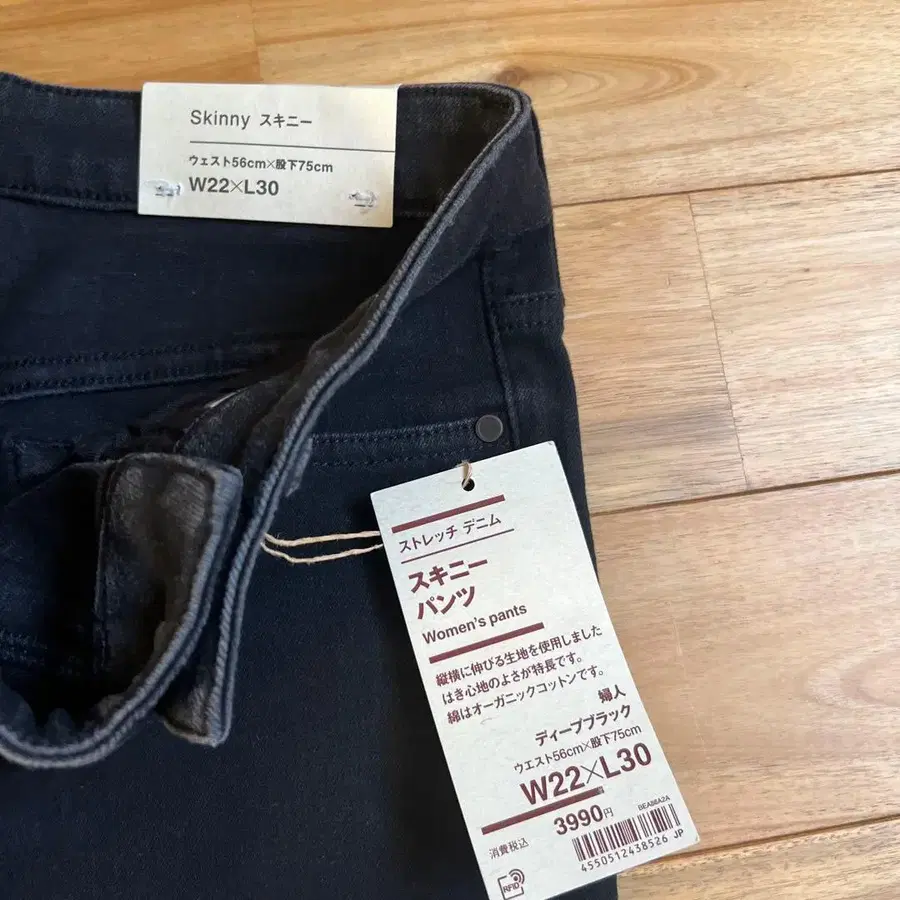 Skinny スキニー
ウェスト56cm×股下75cm
W22×L30
ストレッチ デニム
スキニー
パンツ
Women's pants
縦横に伸びる生地を使用しました
はき心地のよさが特長です。
綿はオーガニックコットンです。
婦人
ディープブラック
ウエスト56cm×股下75cm
W22×L30
BEA88A2A
消費税込 3990円
4550512438526 JP
RFID